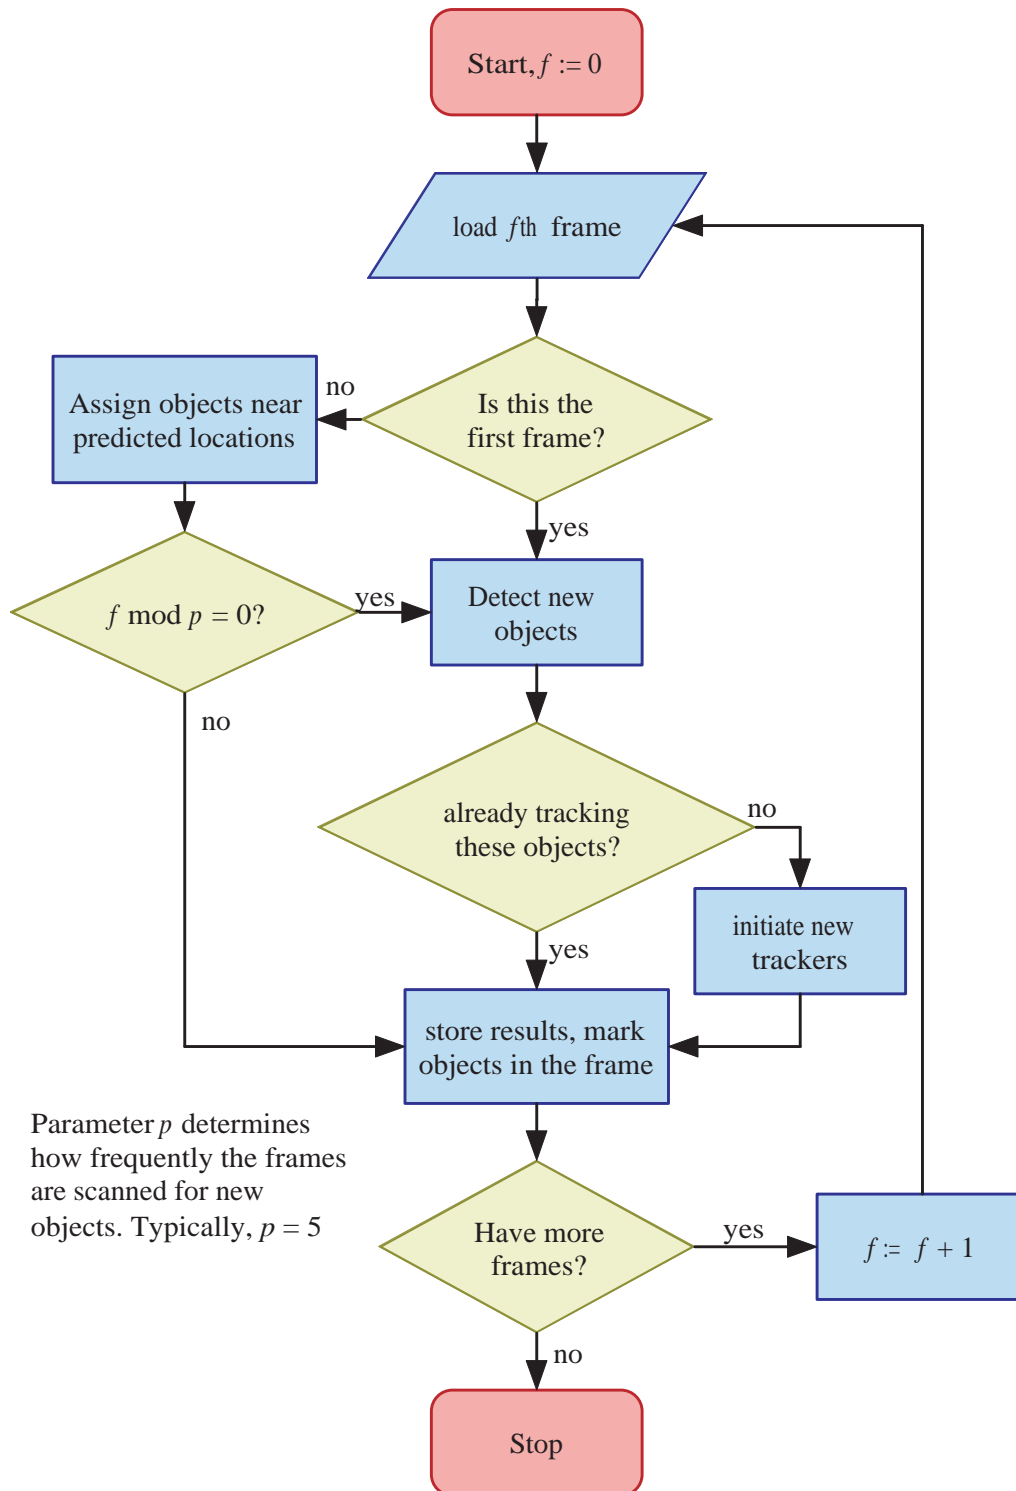 Start, f := 0
load fth frame
Is this the
first frame?
no
Assign objects near
predicted locations
yes
f mod p = 0?
yes
Detect new
objects
no
already tracking
these objects?
no
initiate new
trackers
yes
store results, mark
objects in the frame
Parameter p determines
how frequently the frames
are scanned for new
objects. Typically, p = 5
Have more
frames?
yes
f := f + 1
no
Stop